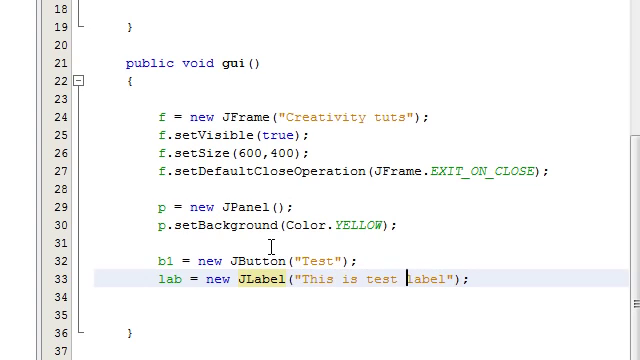 18
19 }
20
21 public void gui()
22 {
23
24 f = new JFrame("Creativity tuts");
25 f.setVisible(true);
26 f.setSize(600,400);
27 f.setDefaultCloseOperation(JFrame.EXIT_ON_CLOSE);
28
29 p = new JPanel();
30 p.setBackground(Color.YELLOW);
31
32 b1 = new JButton("Test");
33 lab = new JLabel("This is test label");
34
35
36 }
37